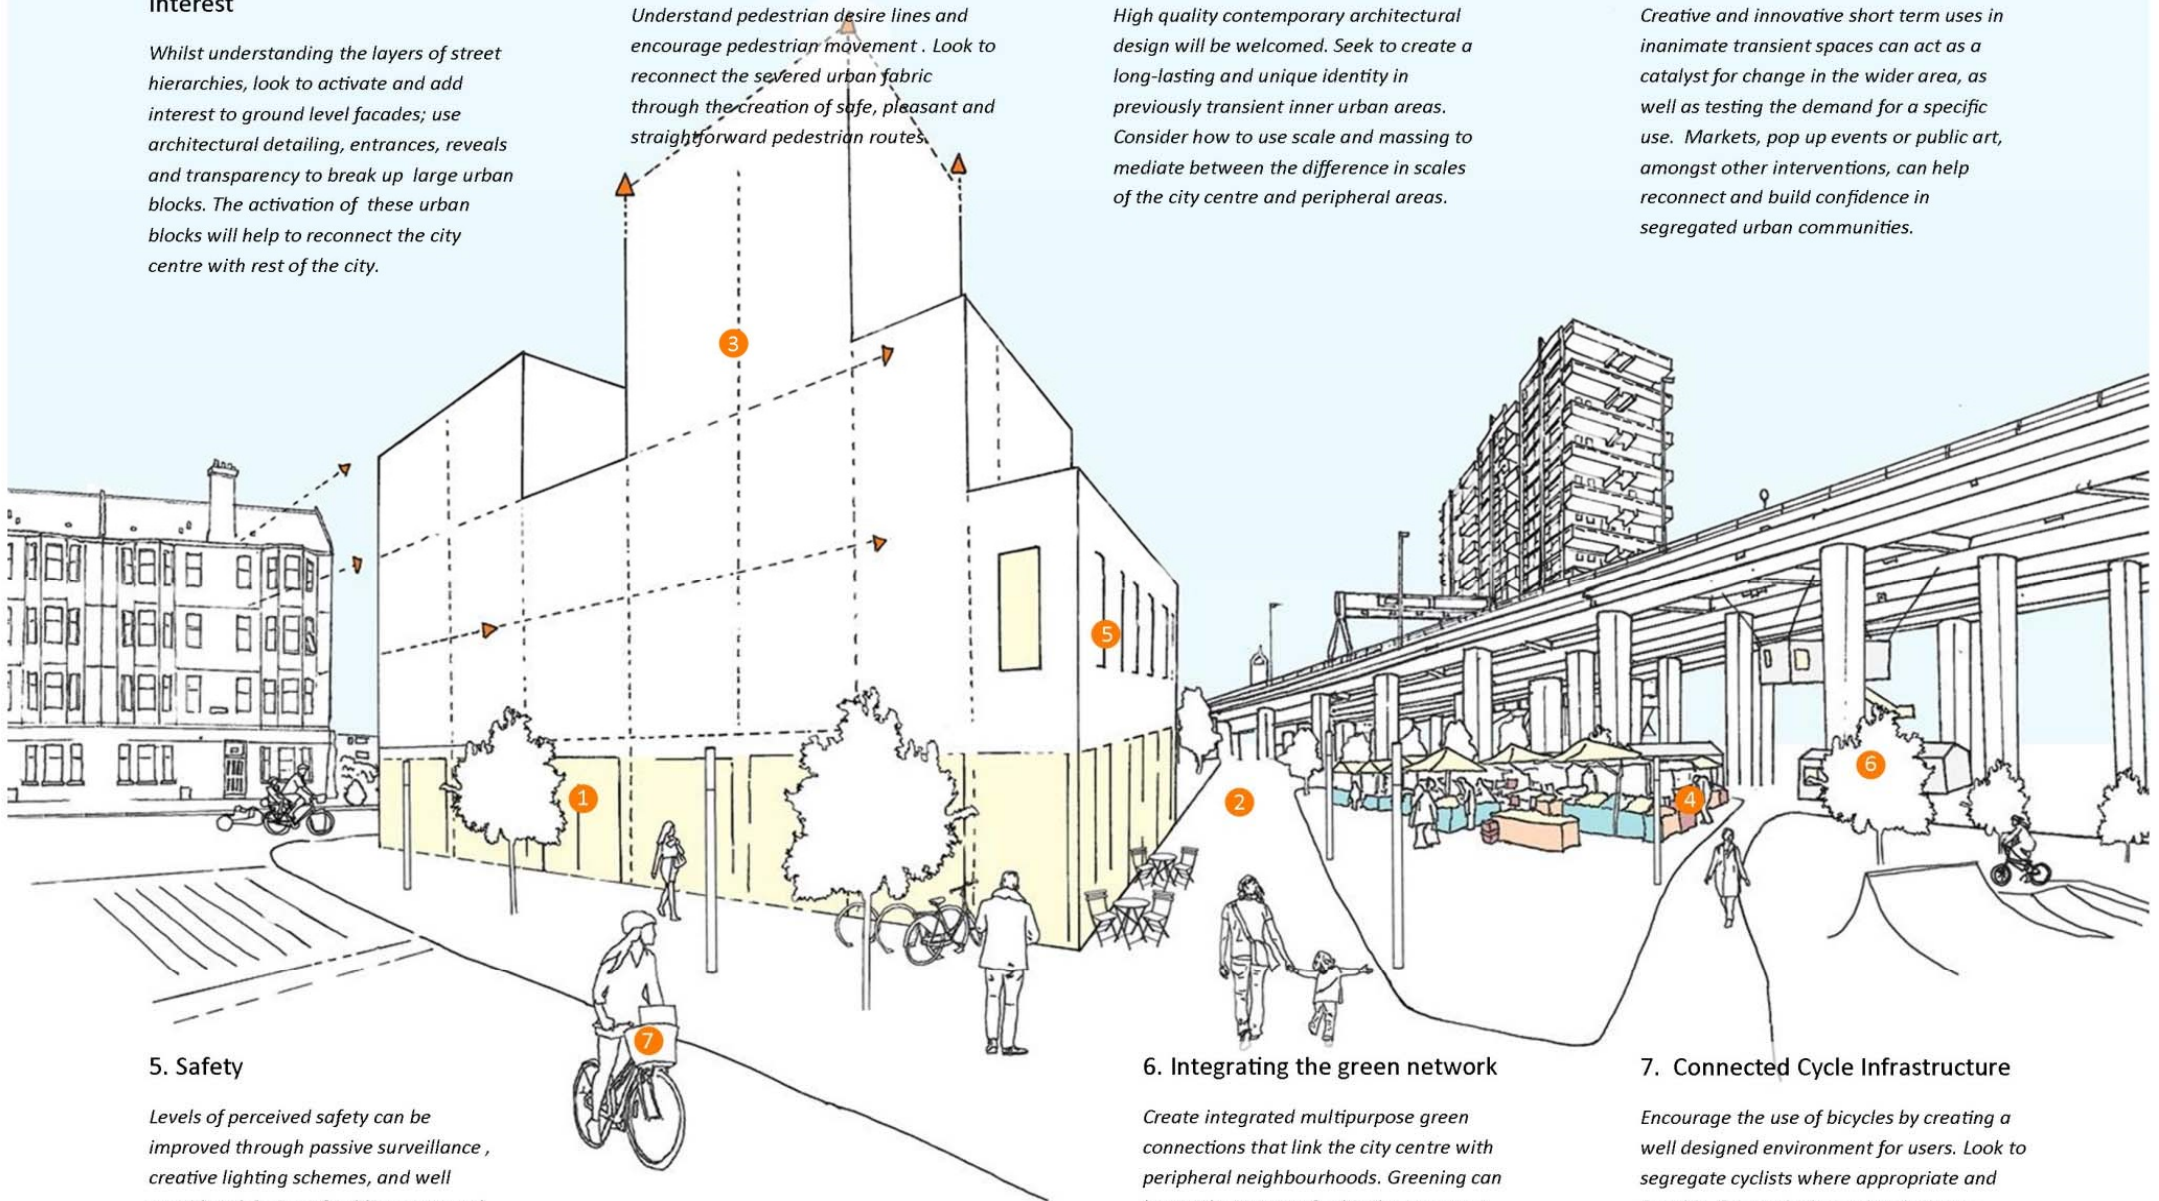 Interest
Whilst understanding the layers of street
hierarchies, look to activate and add
interest to ground level facades; use
architectural detailing, entrances, reveals
and transparency to break up large urban
blocks. The activation of these urban
blocks will help to reconnect the city
centre with rest of the city.
Understand pedestrian desire lines and
encourage pedestrian movement . Look to
reconnect the severed urban fabric
through the creation of safe, pleasant and
straightforward pedestrian routes.
High quality contemporary architectural
design will be welcomed. Seek to create a
long-lasting and unique identity in
previously transient inner urban areas.
Consider how to use scale and massing to
mediate between the difference in scales
of the city centre and peripheral areas.
Creative and innovative short term uses in
inanimate transient spaces can act as a
catalyst for change in the wider area, as
well as testing the demand for a specific
use. Markets, pop up events or public art,
amongst other interventions, can help
reconnect and build confidence in
segregated urban communities.
3
5
1
2
4
6
7
5. Safety
Levels of perceived safety can be
improved through passive surveillance ,
creative lighting schemes, and well
6. Integrating the green network
Create integrated multipurpose green
connections that link the city centre with
peripheral neighbourhoods. Greening can
7. Connected Cycle Infrastructure
Encourage the use of bicycles by creating a
well designed environment for users. Look to
segregate cyclists where appropriate and